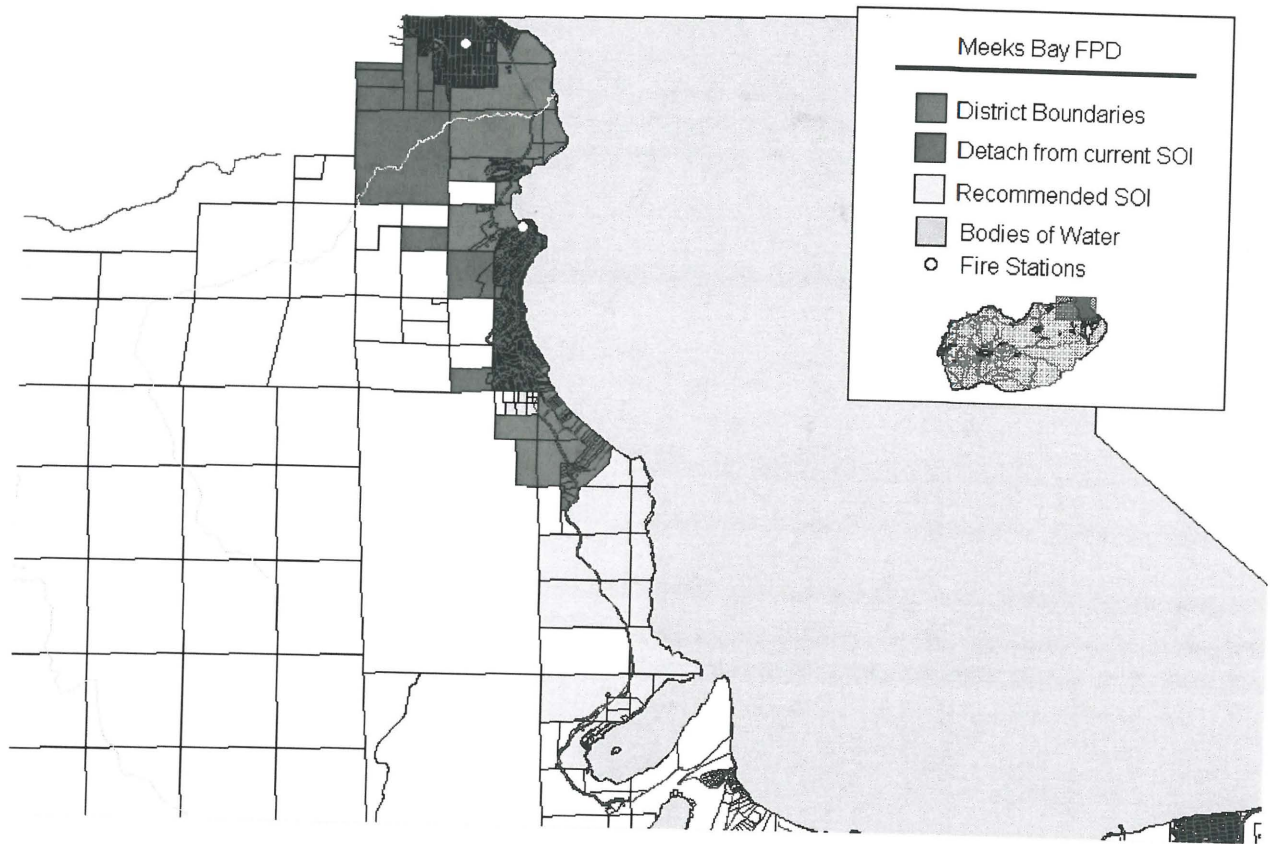 Meeks Bay FPD
District Boundaries
Detach from current SOI
Recommended SOI
Bodies of Water
Fire Stations